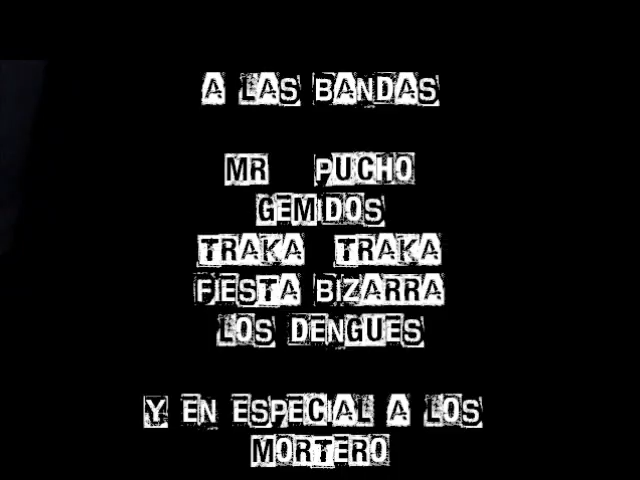 A LAS BANDAS
MR PUCHO
GEMIDOS
TRAKA TRAKA
FIESTA BIZARRA
LOS DENGUES
Y EN ESPECIAL A LOS
MORTERO